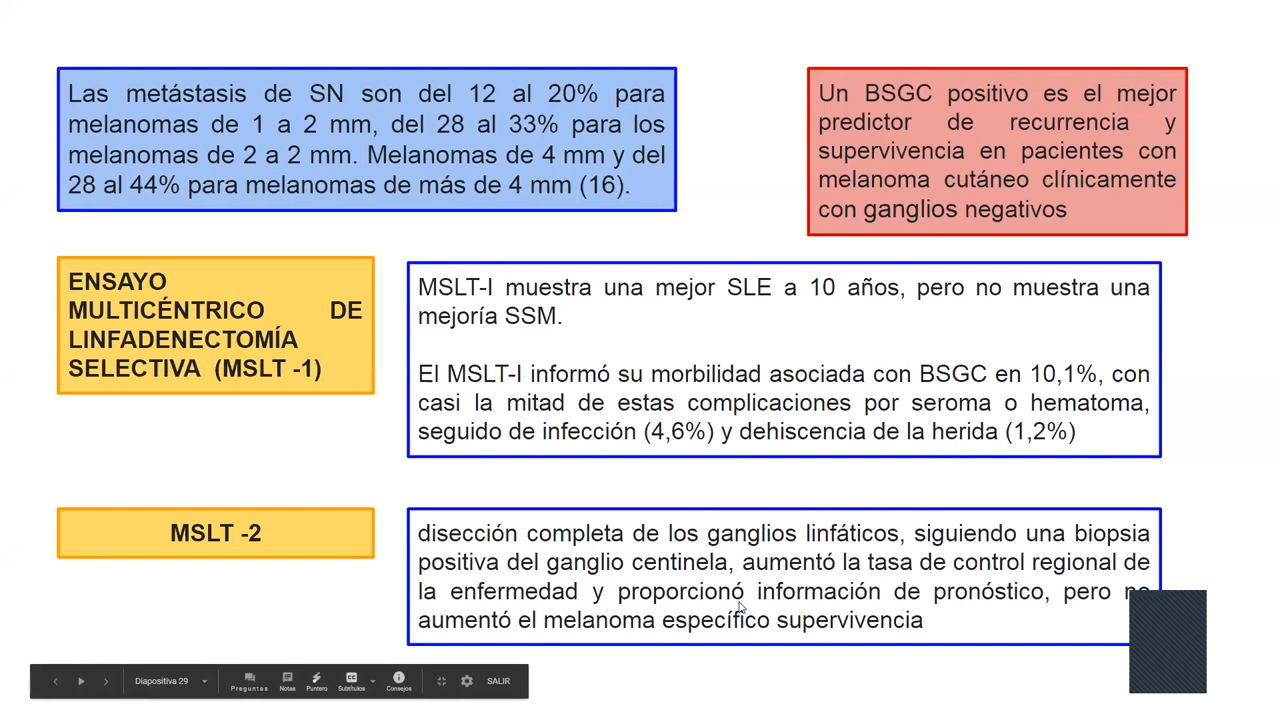 Las metástasis de SN son del 12 al 20% para
melanomas de 1 a 2 mm, del 28 al 33% para los
melanomas de 2 a 2 mm. Melanomas de 4 mm y del
28 al 44% para melanomas de más de 4 mm (16).
Un BSGC positivo es el mejor
predictor de recurrencia y
supervivencia en pacientes con
melanoma cutáneo clínicamente
con ganglios negativos
ENSAYO
MULTICÉNTRICO DE
LINFADENECTOMÍA
SELECTIVA (MSLT -1)
MSLT-I muestra una mejor SLE a 10 años, pero no muestra una
mejoría SSM.
El MSLT-I informó su morbilidad asociada con BSGC en 10,1%, con
casi la mitad de estas complicaciones por seroma o hematoma,
seguido de infección (4,6%) y dehiscencia de la herida (1,2%)
MSLT -2
disección completa de los ganglios linfáticos, siguiendo una biopsia
positiva del ganglio centinela, aumentó la tasa de control regional de
la enfermedad y proporcionó información de pronóstico, pero no
aumentó el melanoma específico supervivencia
Diapositiva 29
Preguntas
Notas
Puntero
Subtítulos
Consejos
SALIR